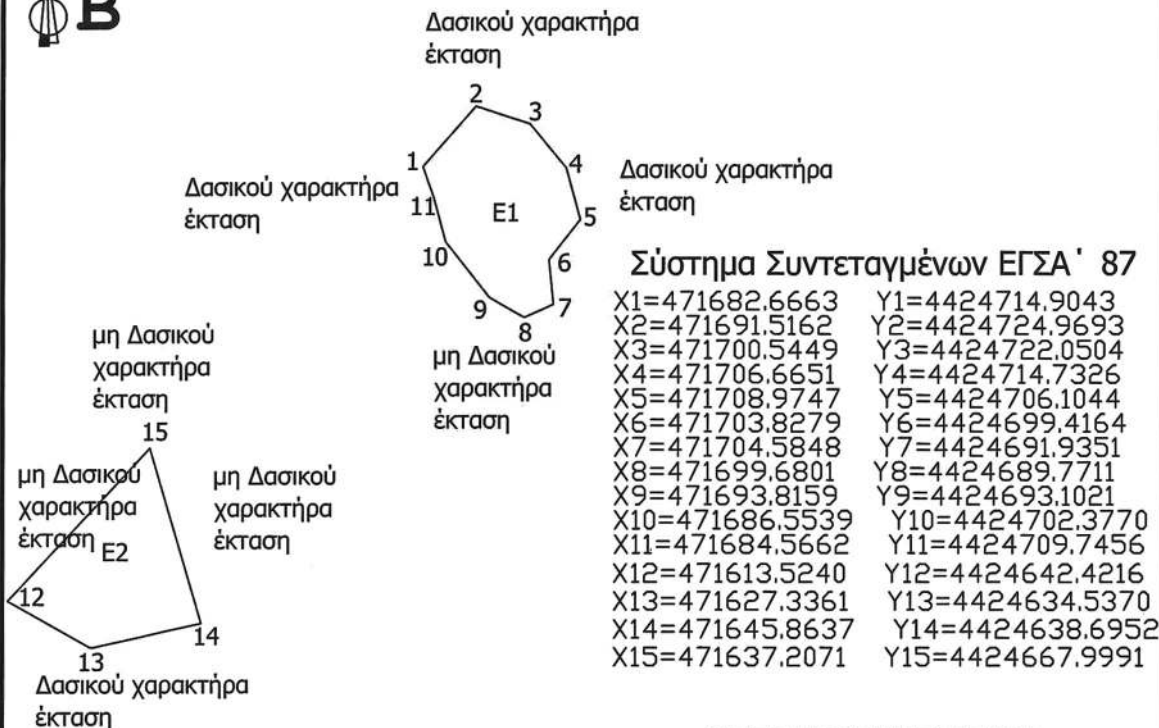 Β
Δασικού χαρακτήρα
έκταση
2
3
1
4
Δασικού χαρακτήρα
έκταση
Δασικού χαρακτήρα
έκταση
11
Ε1
5
10
6
9
7
8
μη Δασικού
χαρακτήρα
έκταση
μη Δασικού
χαρακτήρα
έκταση
15
μη Δασικού
χαρακτήρα
έκταση
Ε2
μη Δασικού
χαρακτήρα
έκταση
12
14
13
Δασικού χαρακτήρα
έκταση
Σύστημα Συντεταγμένων ΕΓΣΑ΄ 87
X1=471682.6663 Y1=4424714.9043
X2=471691.5162 Y2=4424724.9693
X3=471700.5449 Y3=4424722.0504
X4=471706.6651 Y4=4424714.7326
X5=471708.9747 Y5=4424706.1044
X6=471703.8279 Y6=4424699.4164
X7=471704.5848 Y7=4424691.9351
X8=471699.6801 Y8=4424689.7711
X9=471693.8159 Y9=4424693.1021
X10=471686.5539 Y10=4424702.3770
X11=471684.5662 Y11=4424709.7456
X12=471613.5240 Y12=4424642.4216
X13=471627.3361 Y13=4424634.5370
X14=471645.8637 Y14=4424638.6952
X15=471637.2071 Y15=4424667.9991